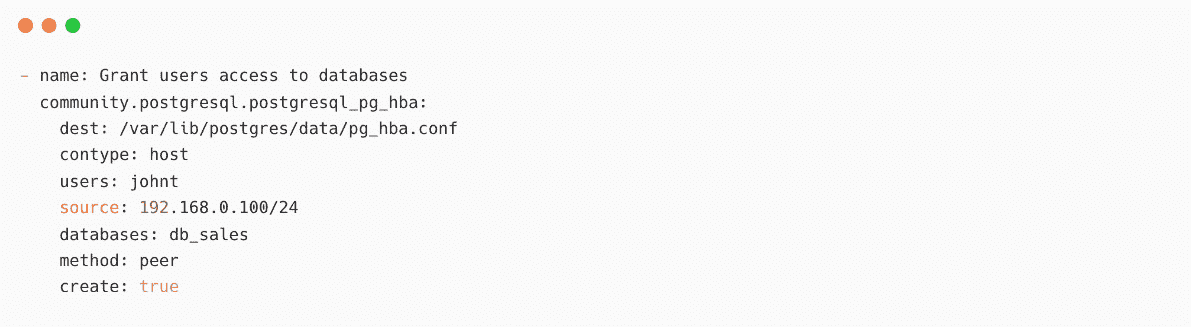 - name: Grant users access to databases
  community.postgresql.postgresql_pg_hba:
    dest: /var/lib/postgres/data/pg_hba.conf
    contype: host
    users: johnt
    source: 192.168.0.100/24
    databases: db_sales
    method: peer
    create: true